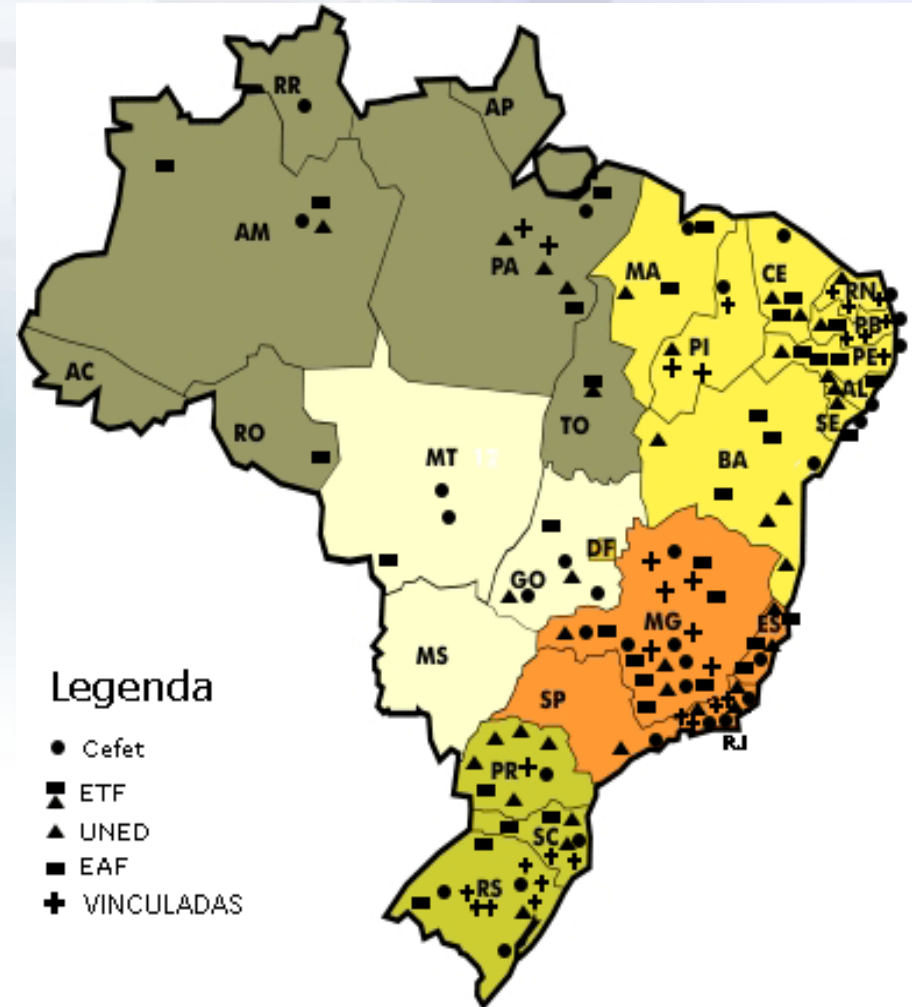 RR
AP
AM
PA
MA
CE
RN
PB
PI
PE
AC
AL
TO
SE
RO
BA
MT
DF
GO
MG
ES
MS
SP
RJ
PR
SC
RS
Legenda
Cefet
ETF
UNED
EAF
VINCULADAS